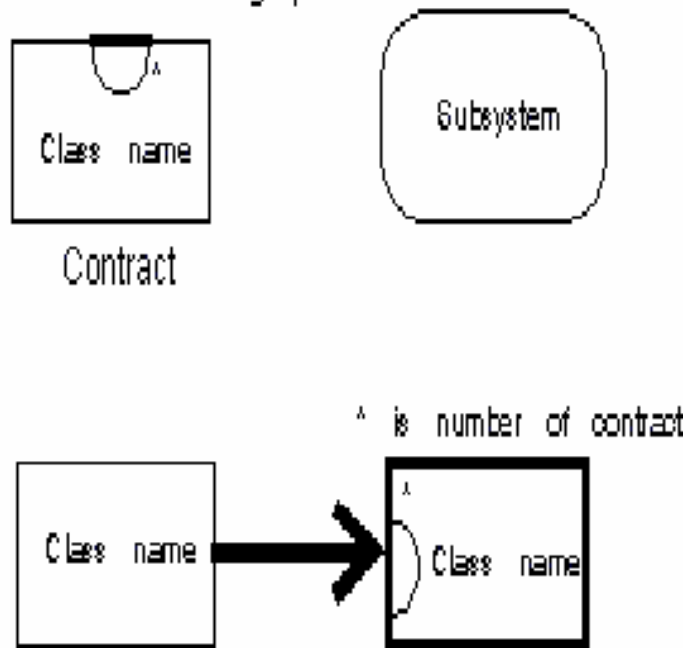 Class name
Subsystem
Contract
^ is number of contract
^
Class name
^
Class name